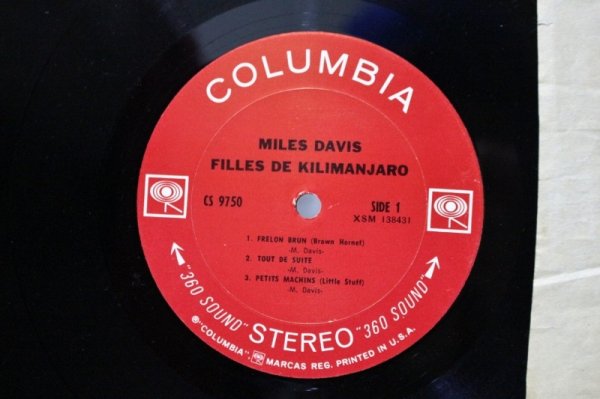 COLUMBIA
MILES DAVIS
FILLES DE KILIMANJARO
CS 9750
SIDE 1
XSM 138431
1. FRELON BRUN (Brown Hornet)
-M. Davis-
2. TOUT DE SUITE
-M. Davis-
3. PETITS MACHINS (Little Stuff)
-M. Davis-
"360 SOUND" STEREO "360 SOUND"
℗"COLUMBIA", MARCAS REG. PRINTED IN U.S.A.